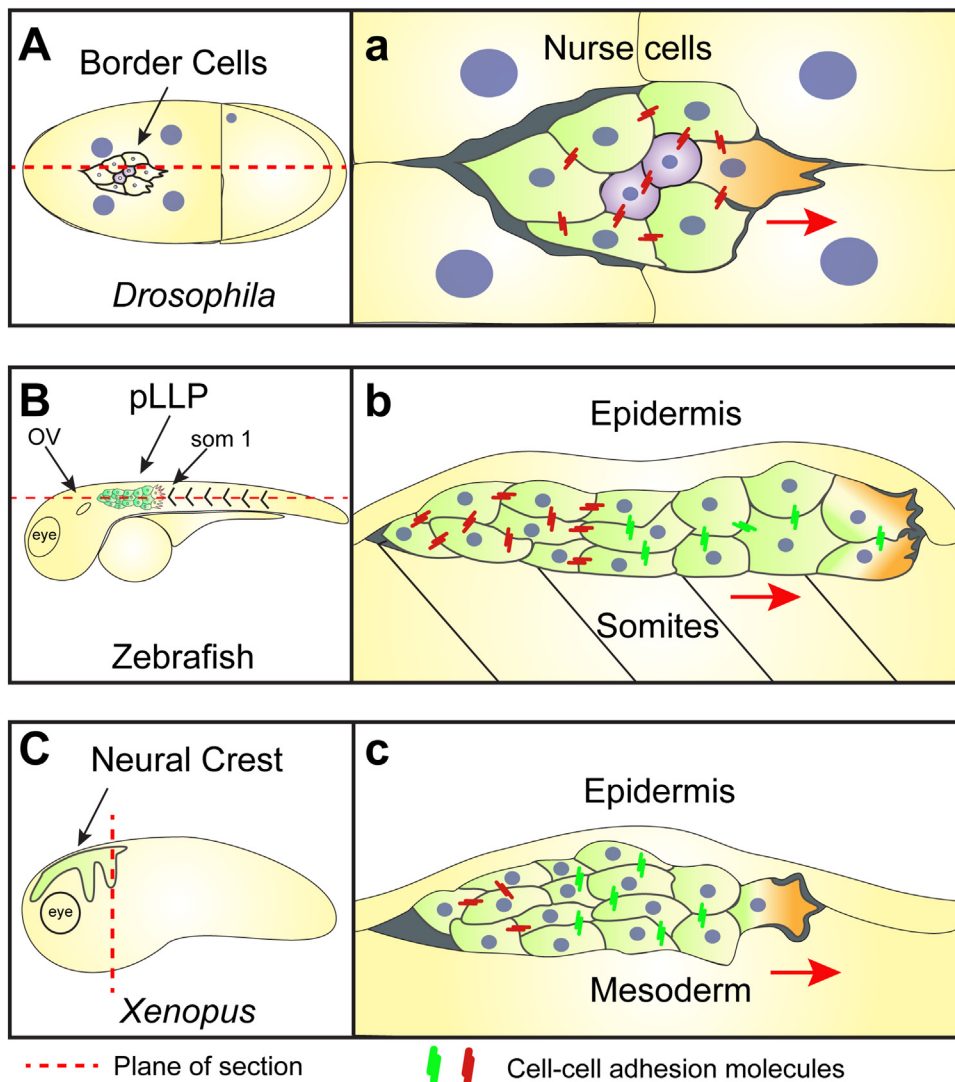 A
Border Cells
Drosophila
a
Nurse cells
B
pLLP
OV
som 1
eye
Zebrafish
b
Epidermis
Somites
C
Neural Crest
eye
Xenopus
c
Epidermis
Mesoderm
Plane of section
Cell-cell adhesion molecules